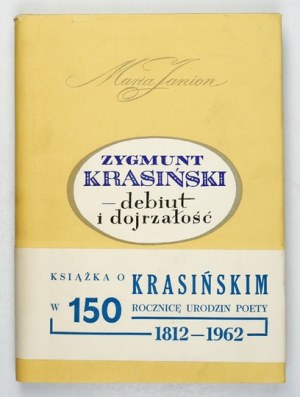 Maria Janion
ZYGMUNT
KRASIŃSKI
— debiut
i dojrzałość
KSIĄŻKA O KRASIŃSKIM
W 150 ROCZNICĘ URODZIN POETY
1812—1962